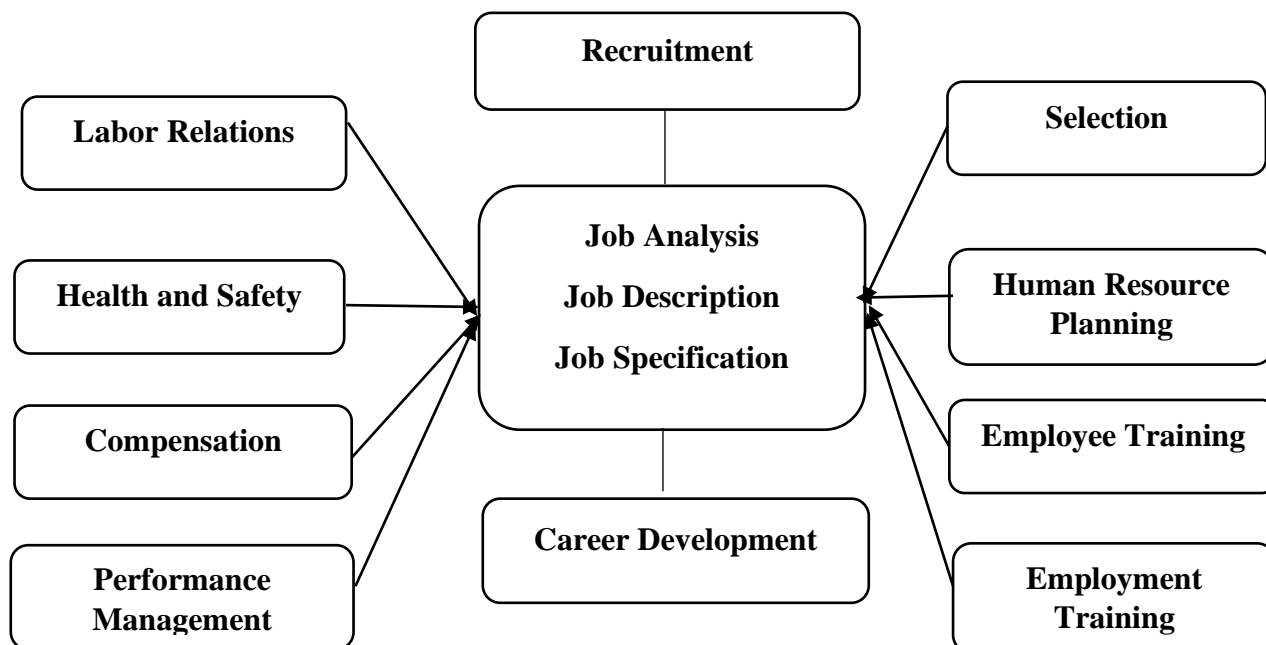 Recruitment
Labor Relations
Selection
Job Analysis
Job Description
Job Specification
Health and Safety
Human Resource
Planning
Compensation
Employee Training
Career Development
Performance
Management
Employment
Training